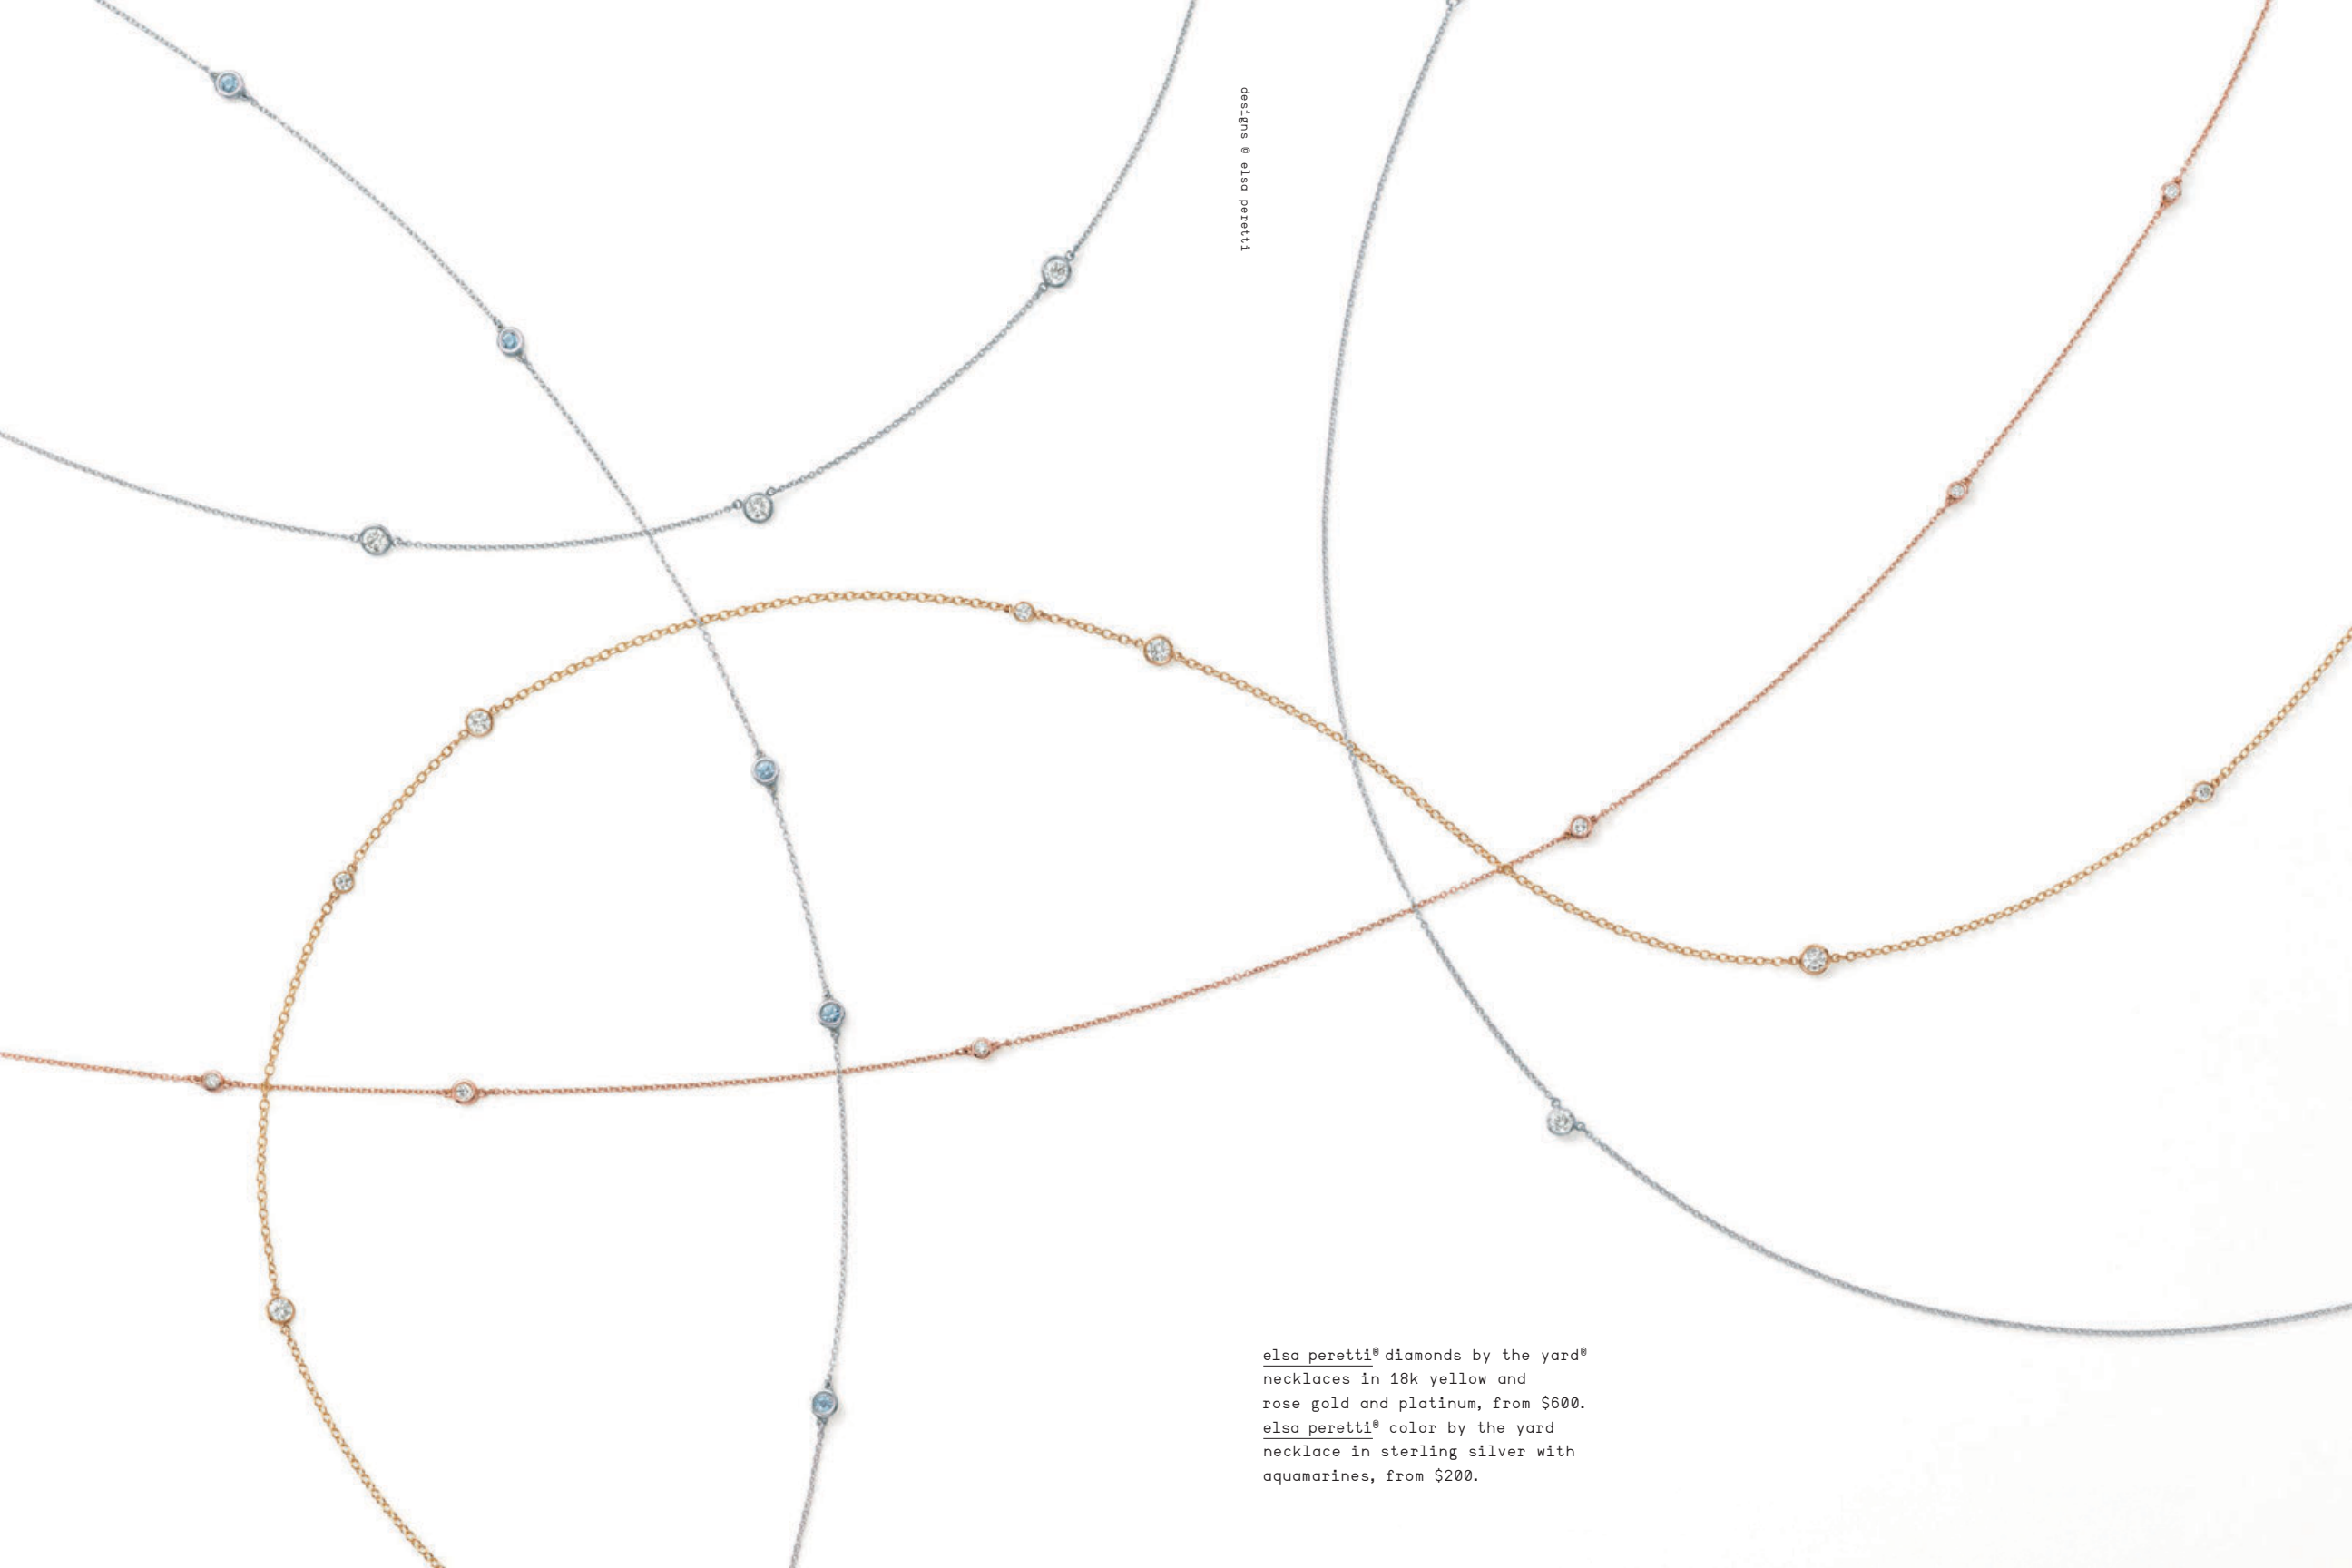 designs © elsa peretti
elsa peretti® diamonds by the yard®
necklaces in 18k yellow and
rose gold and platinum, from $600.
elsa peretti® color by the yard
necklace in sterling silver with
aquamarines, from $200.